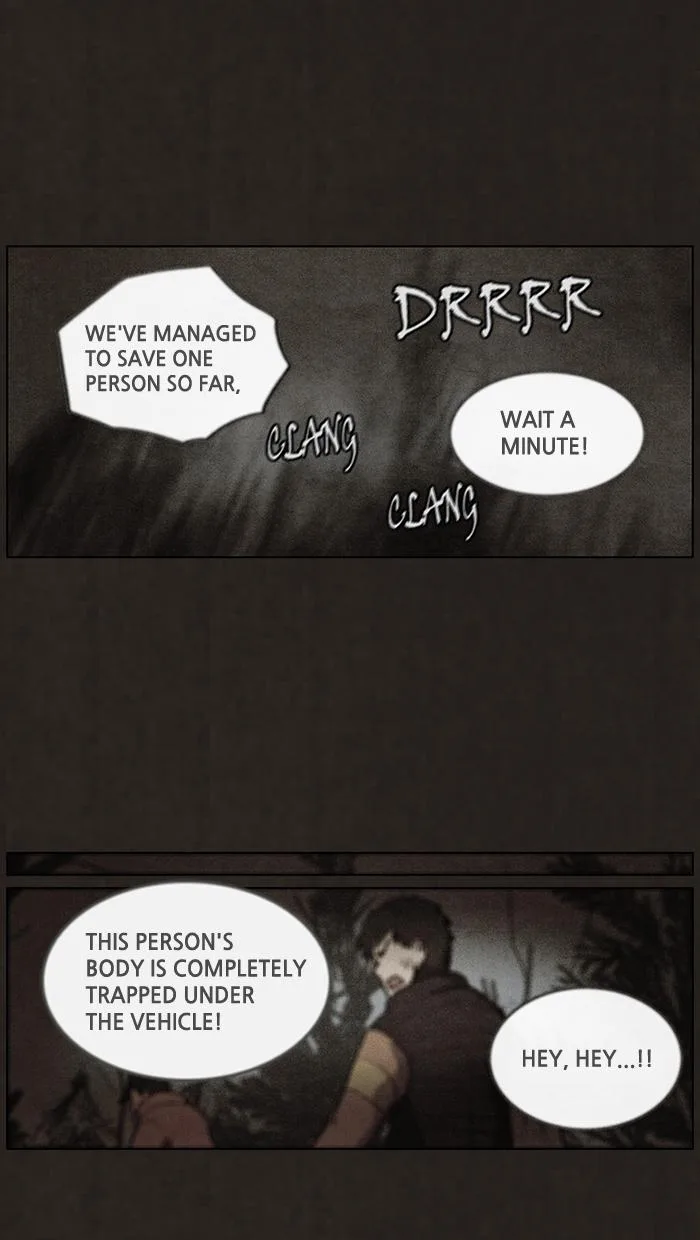 WE'VE MANAGED
TO SAVE ONE
PERSON SO FAR,
DRRRR
CLANG
WAIT A
MINUTE!
CLANG
THIS PERSON'S
BODY IS COMPLETELY
TRAPPED UNDER
THE VEHICLE!
HEY, HEY...!!